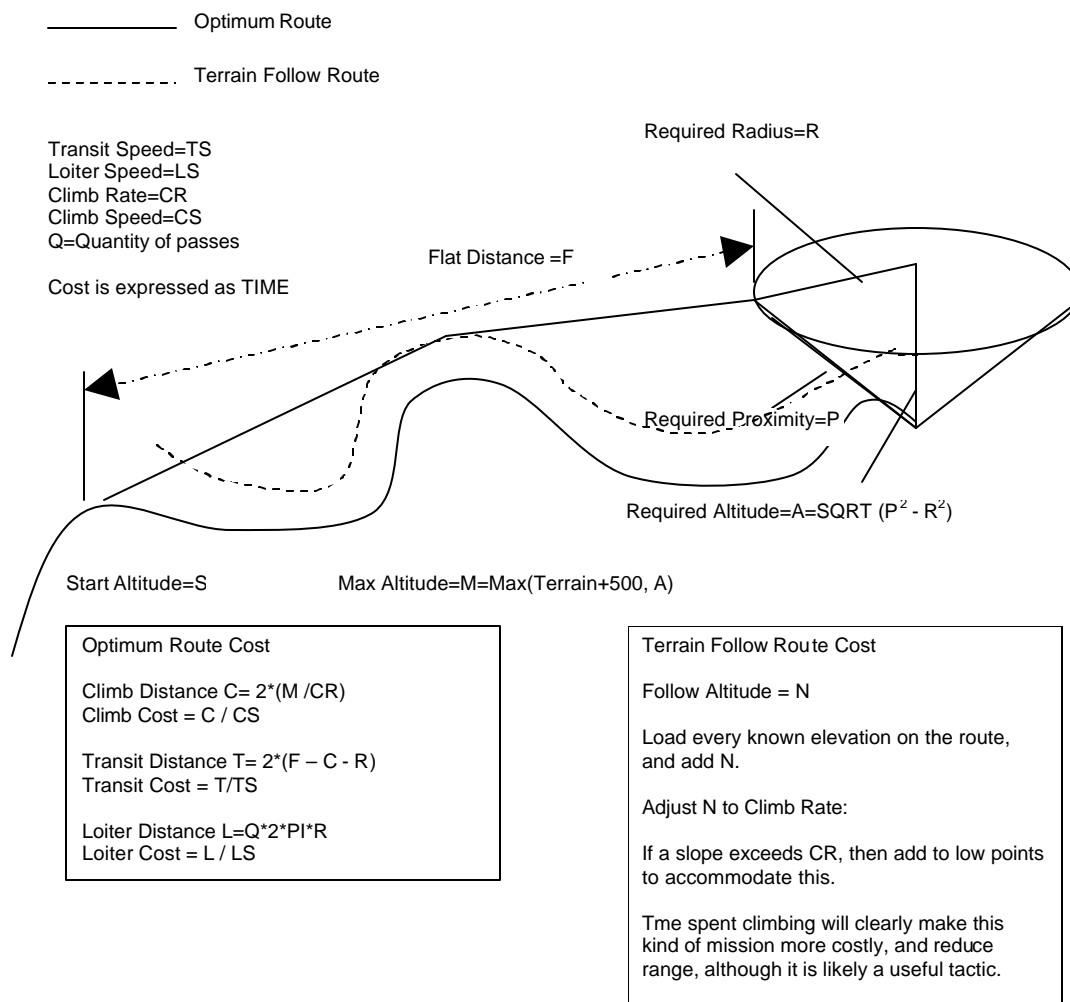 Optimum Route
Terrain Follow Route
Transit Speed=TS
Loiter Speed=LS
Climb Rate=CR
Climb Speed=CS
Q=Quantity of passes
Cost is expressed as TIME
Required Radius=R
Flat Distance =F
Required Proximity=P
Required Altitude=A=SQRT (P² - R²)
Start Altitude=S
Max Altitude=M=Max(Terrain+500, A)
Optimum Route Cost
Climb Distance C= 2*(M /CR)
Climb Cost = C / CS
Transit Distance T= 2*(F – C - R)
Transit Cost = T/TS
Loiter Distance L=Q*2*PI*R
Loiter Cost = L / LS
Terrain Follow Route Cost
Follow Altitude = N
Load every known elevation on the route,
and add N.
Adjust N to Climb Rate:
If a slope exceeds CR, then add to low points
to accommodate this.
Tme spent climbing will clearly make this
kind of mission more costly, and reduce
range, although it is likely a useful tactic.